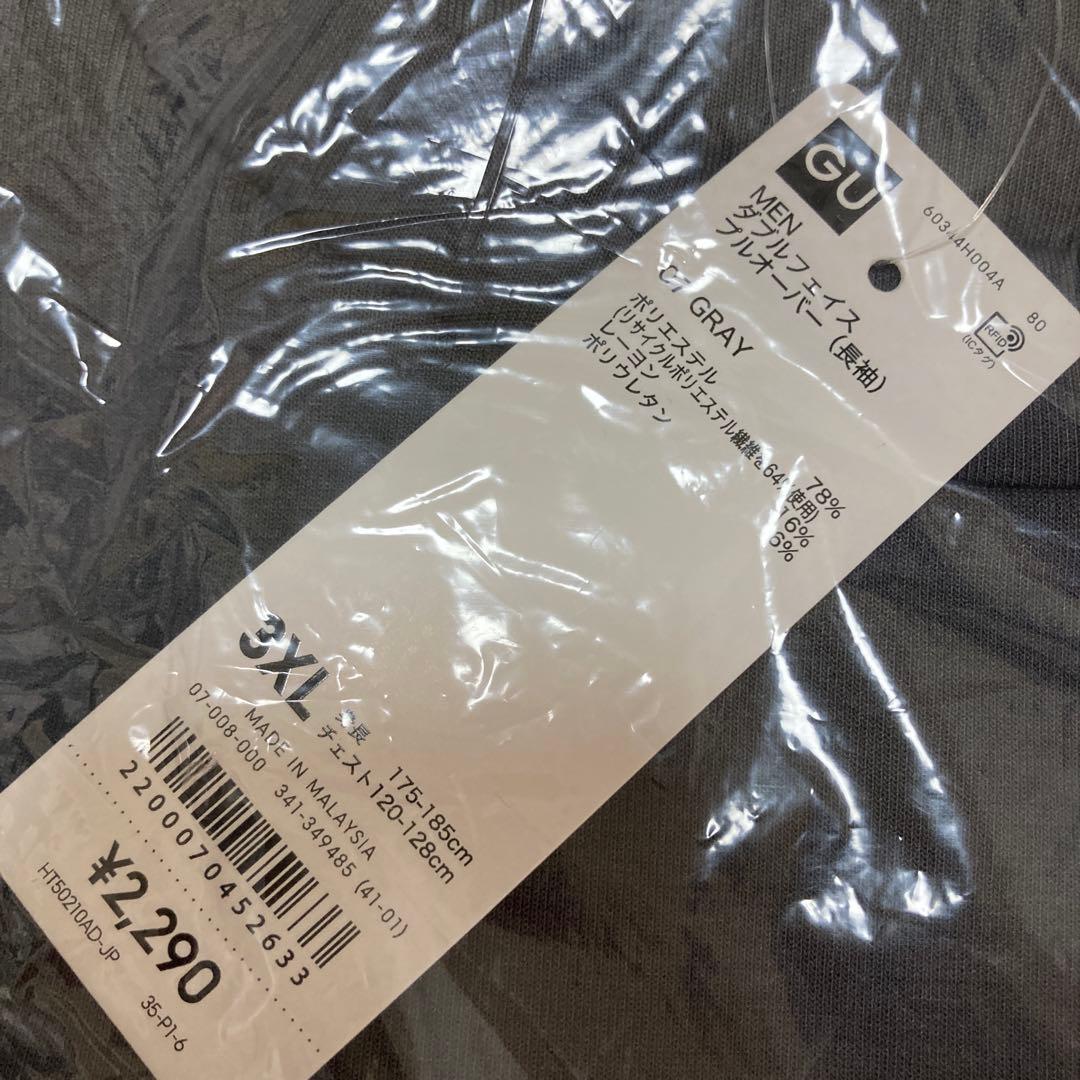 GU
60344H004A
80
RFID
(ICタグ)
MEN
ダブルフェイス
プルオーバー(長袖)
GRAY
ポリエステル 78%
(リサイクルポリエステル繊維を64%使用)
レーヨン 16%
ポリウレタン 6%
3XL
身長 175-185cm
チェスト120-128cm
MADE IN MALAYSIA
07-008-000 341-349485 (41-01)
2200070452633
¥2,290
HT50210AD-JP 35-P1-6